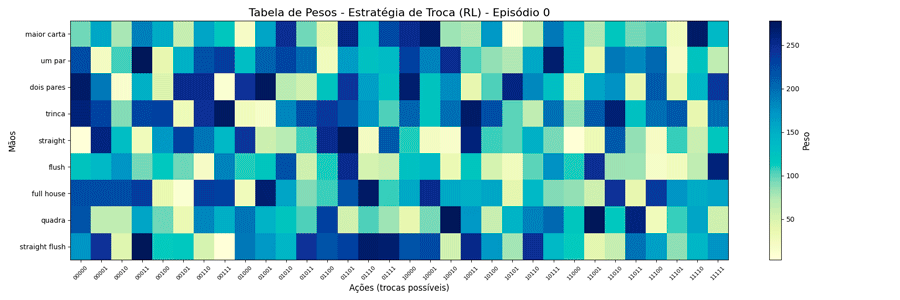 Tabela de Pesos - Estratégia de Troca (RL) - Episódio 0
Mãos
maior carta
um par
dois pares
trinca
straight
flush
full house
quadra
straight flush
00000 00001 00010 00011 00100 00101 00110 00111 01000 01001 01010 01011 01100 01101 01110 01111 10000 10001 10010 10011 10100 10101 10110 10111 11000 11001 11010 11011 11100 11101 11110 11111
Ações (trocas possíveis)
250
200
150
100
50
Peso